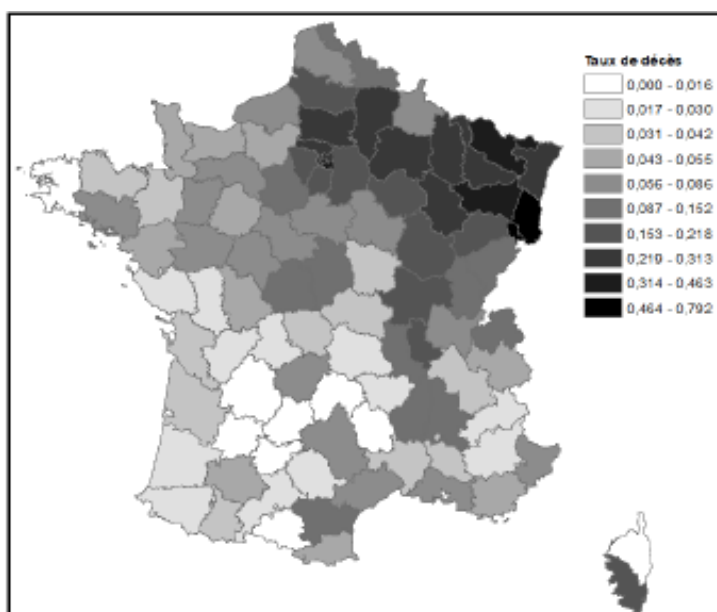 Taux de décès
0,000 - 0,016
0,017 - 0,030
0,031 - 0,042
0,043 - 0,055
0,056 - 0,086
0,087 - 0,152
0,153 - 0,218
0,219 - 0,313
0,314 - 0,463
0,464 - 0,792